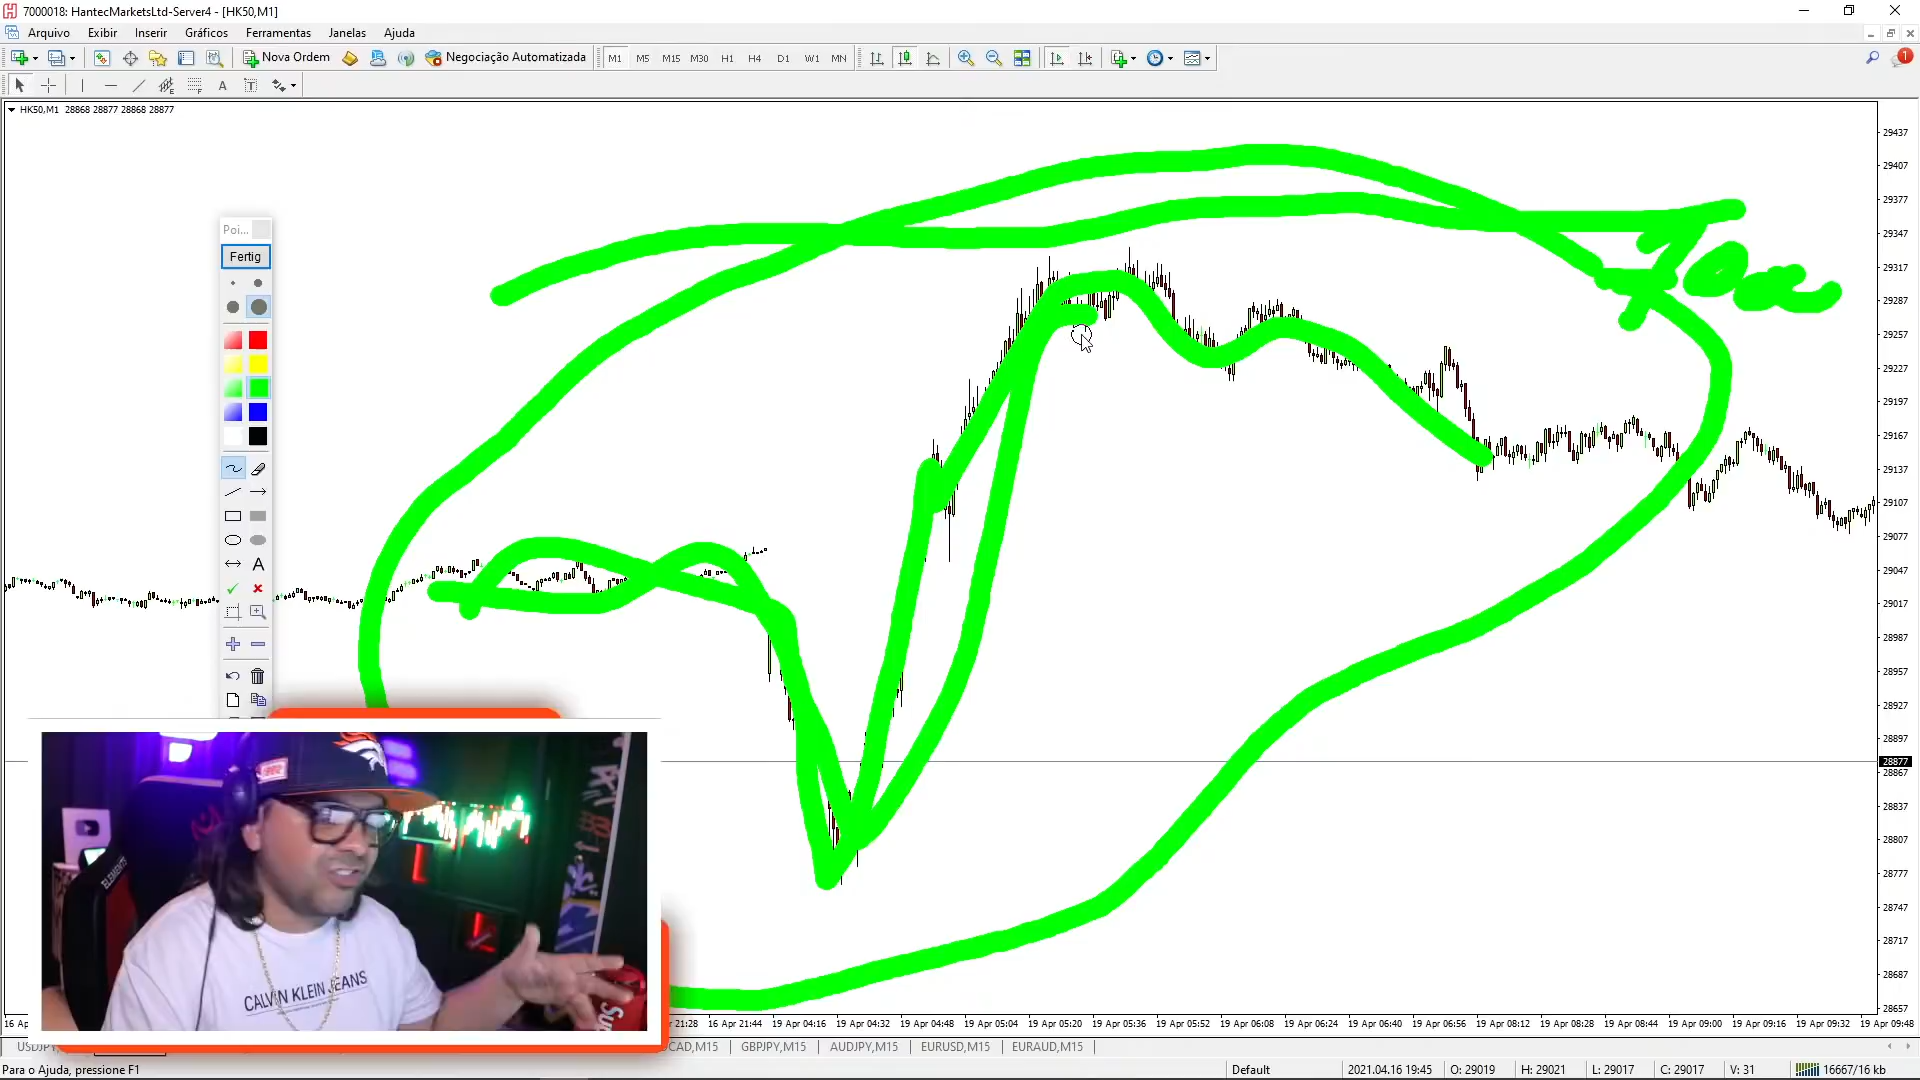 7000018: HantecMarketsLtd-Server4 - [HK50,M1]
Arquivo Exibir Inserir Gráficos Ferramentas Janelas Ajuda
Nova Ordem Negociação Automatizada M1 M5 M15 M30 H1 H4 D1 W1 MN 1
A T
HK50,M1 28868 28877 28868 28877
29437
29407
29377
29347
29317
29287
29257
29227
29197
29167
29137
29107
29077
29047
29017
28987
28957
28927
28897
28877
28867
28837
28807
28777
28747
28717
28687
28657
Poi...
Fertig
A
ELEMENTS
CALVIN KLEIN JEANS
16 Ap 21:28 16 Apr 21:44 19 Apr 04:16 19 Apr 04:32 19 Apr 04:48 19 Apr 05:04 19 Apr 05:20 19 Apr 05:36 19 Apr 05:52 19 Apr 06:08 19 Apr 06:24 19 Apr 06:40 19 Apr 06:56 19 Apr 08:12 19 Apr 08:28 19 Apr 08:44 19 Apr 09:00 19 Apr 09:16 19 Apr 09:32 19 Apr 09:48
USDJPY, CAD,M15 GBPJPY,M15 AUDJPY,M15 EURUSD,M15 EURAUD,M15
Para o Ajuda, pressione F1 Default 2021.04.16 19:45 O: 29019 H: 29021 L: 29017 C: 29017 V: 31 16667/16 kb